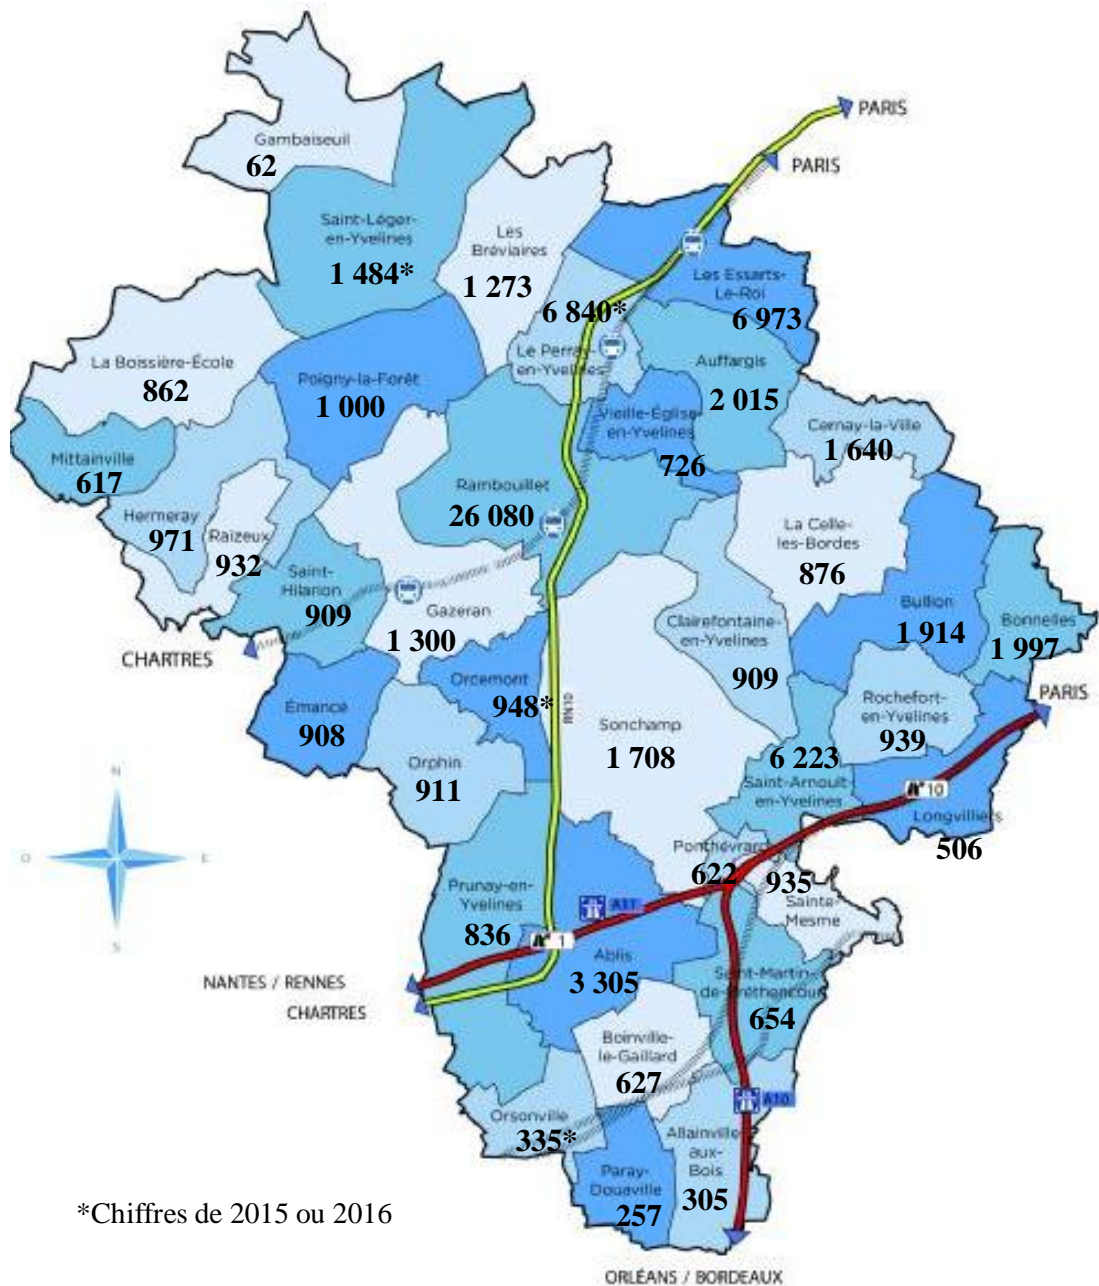 PARIS
PARIS
Gambaiseuil
62
Saint-Léger-
en-Yvelines
1 484*
Les
Bréviaires
1 273
6 840*
Le Perray-
en-Yvelines
Les Essarts-
Le-Roi
6 973
La Boissière-École
862
Poigny-la-Forêt
1 000
Auffargis
2 015
Vieille-Église-
en-Yvelines
726
Cernay-la-Ville
1 640
Mittainville
617
Rambouillet
26 080
Hermeray
971
Raizeux
932
La Celle-
les-Bordes
876
Saint-
Hilarion
909
Gazeran
1 300
Clairefontaine-
en-Yvelines
909
Bullion
1 914
Bonnelles
1 997
CHARTRES
PARIS
Émancé
908
Orcemont
948*
RN10
Sonchamp
1 708
Rochefort-
en-Yvelines
939
Orphin
911
6 223
Saint-Arnoult-
en-Yvelines
10
Longvilliers
506
N
O
E
S
Ponthévrard
622
935
Sainte-
Mesme
Prunay-en-
Yvelines
836
A11
1
Ablis
3 305
Saint-Martin-
de-Bréthencourt
654
NANTES / RENNES
CHARTRES
Boinville-
le-Gaillard
627
A10
Orsonville
335*
Allainville
aux-
Bois
305
Paray-
Douaville
257
*Chiffres de 2015 ou 2016
ORLÉANS / BORDEAUX